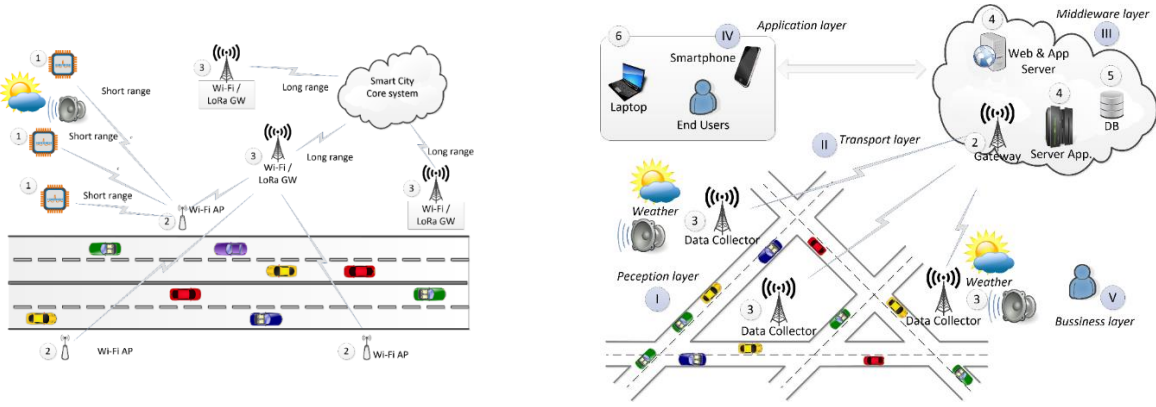 1
Short range
1
Short range
1
Short range
3
Wi-Fi /
LoRa GW
Long range
Smart City
Core system
3
Wi-Fi /
LoRa GW
Long range
Long range
3
Wi-Fi /
LoRa GW
Wi-Fi AP
2
2
Wi-Fi AP
2
Wi-Fi AP
6
IV
Application layer
Smartphone
Laptop
End Users
4
Middleware layer
III
Web & App
Server
5
4
DB
2
Gateway
Server App.
II
Transport layer
Weather
3
Data Collector
Peception layer
I
3
Data Collector
Weather
3
Data Collector
V
Bussiness layer